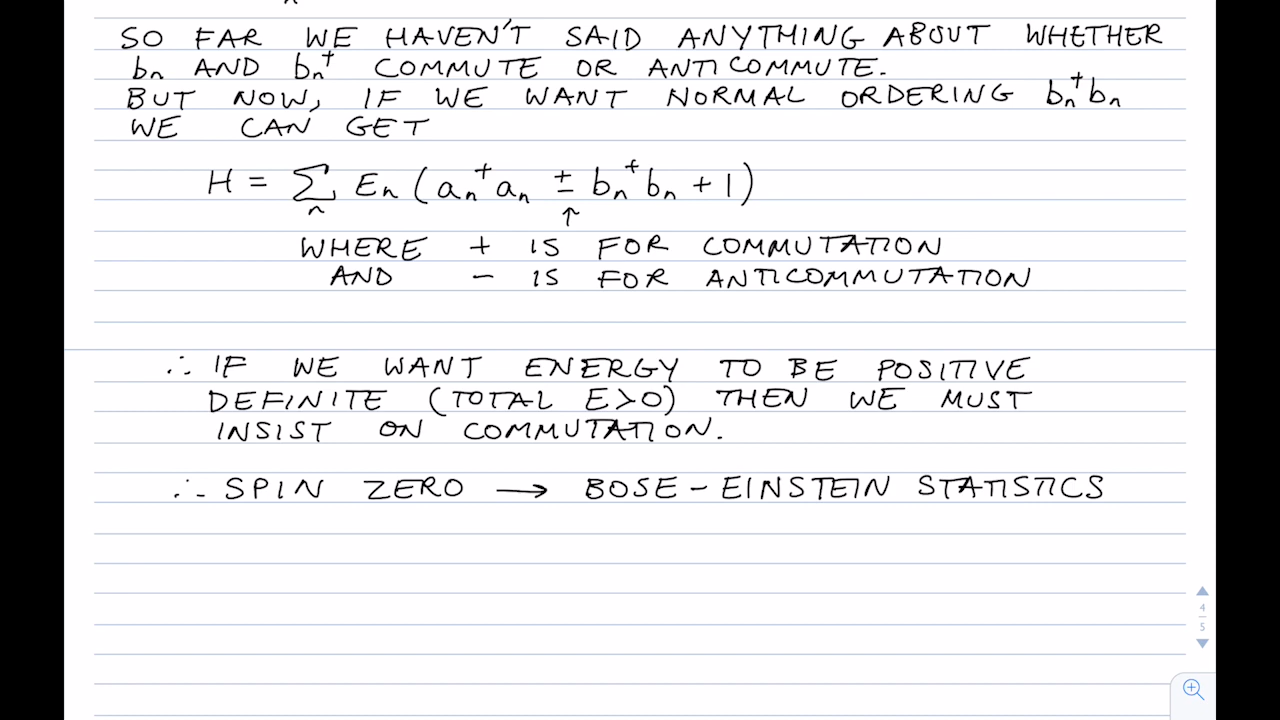 n
SO FAR WE HAVEN'T SAID ANYTHING ABOUT WHETHER
bₙ AND bₙ† COMMUTE OR ANTICOMMUTE.
BUT NOW, IF WE WANT NORMAL ORDERING bₙ†bₙ
WE CAN GET
H = ∑ₙ Eₙ (aₙ†aₙ ± bₙ†bₙ + 1)
↑
WHERE + IS FOR COMMUTATION
AND − IS FOR ANTICOMMUTATION
∴ IF WE WANT ENERGY TO BE POSITIVE
DEFINITE (TOTAL E>0) THEN WE MUST
INSIST ON COMMUTATION.
∴ SPIN ZERO → BOSE-EINSTEIN STATISTICS
4
5